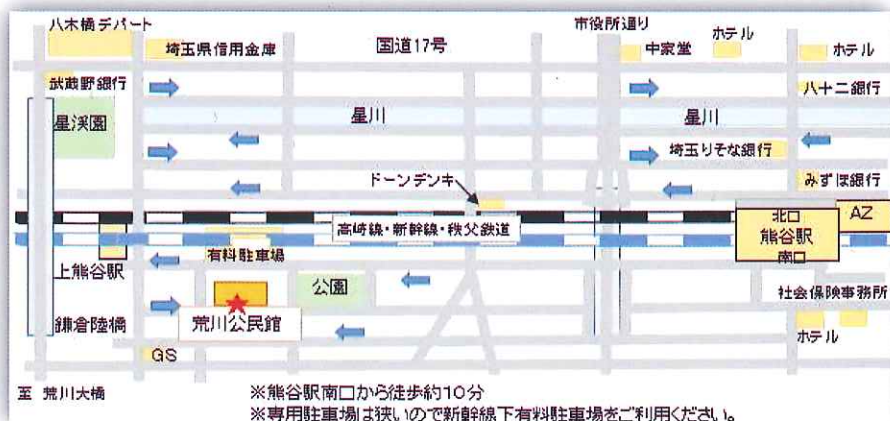 八木橋デパート
埼玉県信用金庫
国道17号
市役所通り
中家堂
ホテル
ホテル
武蔵野銀行
八十二銀行
星溪園
星川
星川
埼玉りそな銀行
ドーンデンキ
みずほ銀行
高崎線・新幹線・秩父鉄道
北口
熊谷駅
南口
AZ
上熊谷駅
有料駐車場
公園
社会保険事務所
鎌倉陸橋
荒川公民館
ホテル
GS
至 荒川大橋
※熊谷駅南口から徒歩約10分
※専用駐車場は狭いので新幹線下有料駐車場をご利用ください。